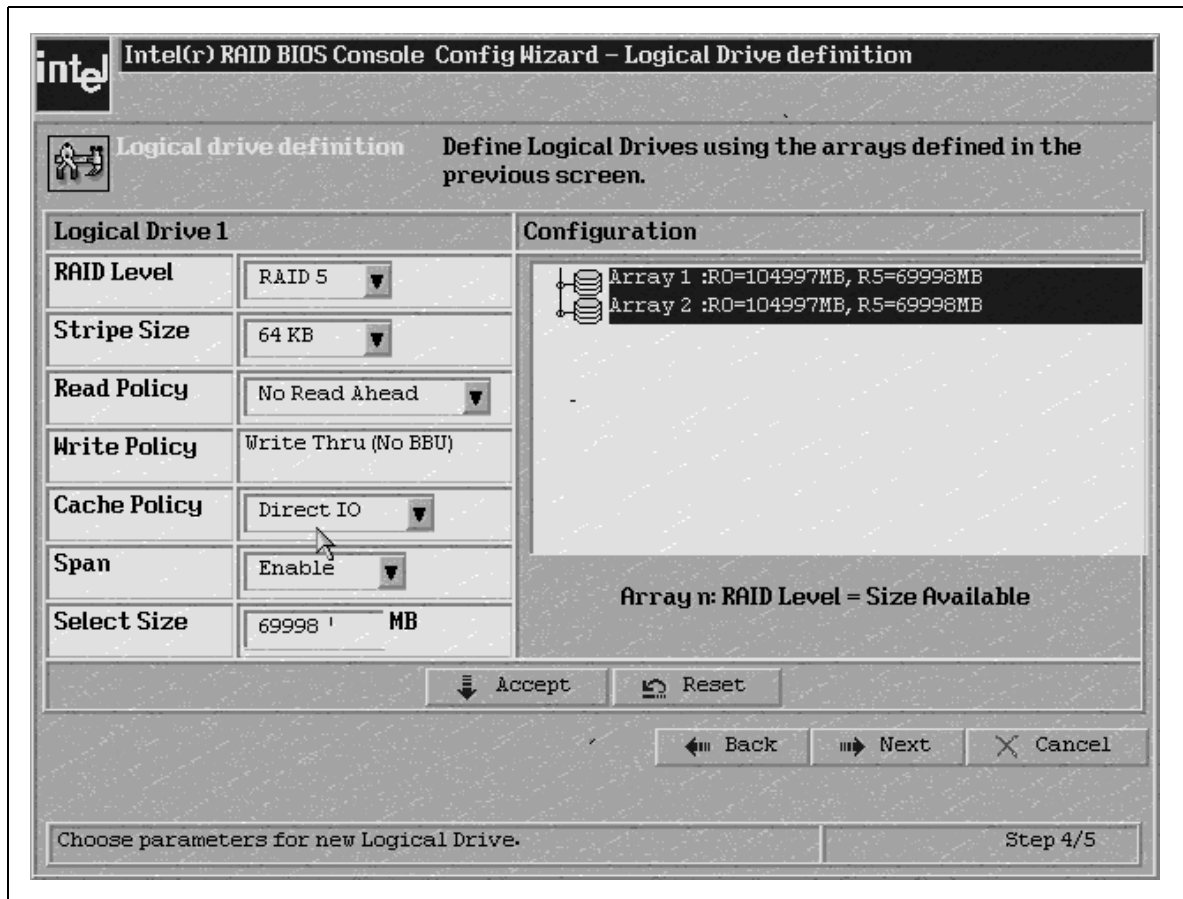 intel
Intel(r) RAID BIOS Console Config Wizard – Logical Drive definition
Logical drive definition
Define Logical Drives using the arrays defined in the
previous screen.
Logical Drive 1
Configuration
RAID Level
RAID 5
Array 1 :R0=104997MB, R5=69998MB
Array 2 :R0=104997MB, R5=69998MB
Stripe Size
64 KB
Read Policy
No Read Ahead
Write Policy
Write Thru (No BBU)
Cache Policy
Direct IO
Span
Enable
Array n: RAID Level = Size Available
Select Size
69998
MB
Accept
Reset
Back
Next
Cancel
Choose parameters for new Logical Drive.
Step 4/5